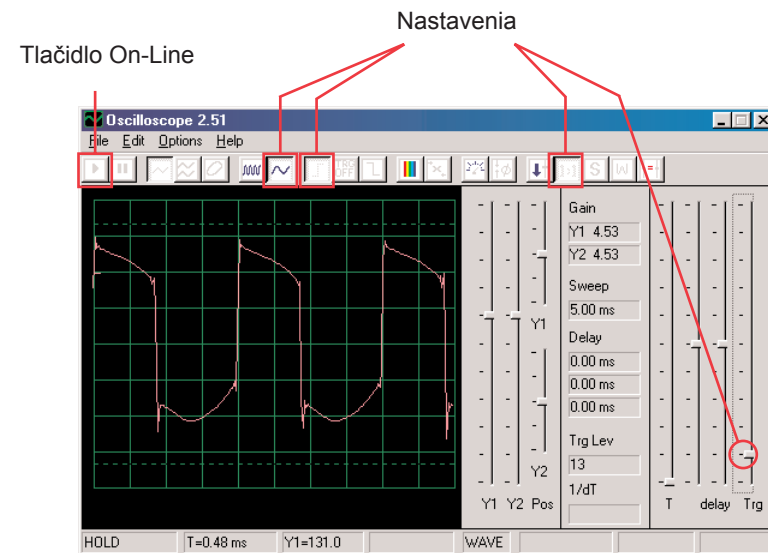 Nastavenia
Tlačidlo On-Line
Oscilloscope 2.51
File Edit Options Help
TRG OFF
S W
Gain
Y1 4.53
Y2 4.53
Sweep
5.00 ms
Y1
Delay
0.00 ms
0.00 ms
0.00 ms
Trg Lev
13
Y2
1/dT
Y1 Y2 Pos
T delay Trg
HOLD T=0.48 ms Y1=131.0 WAVE